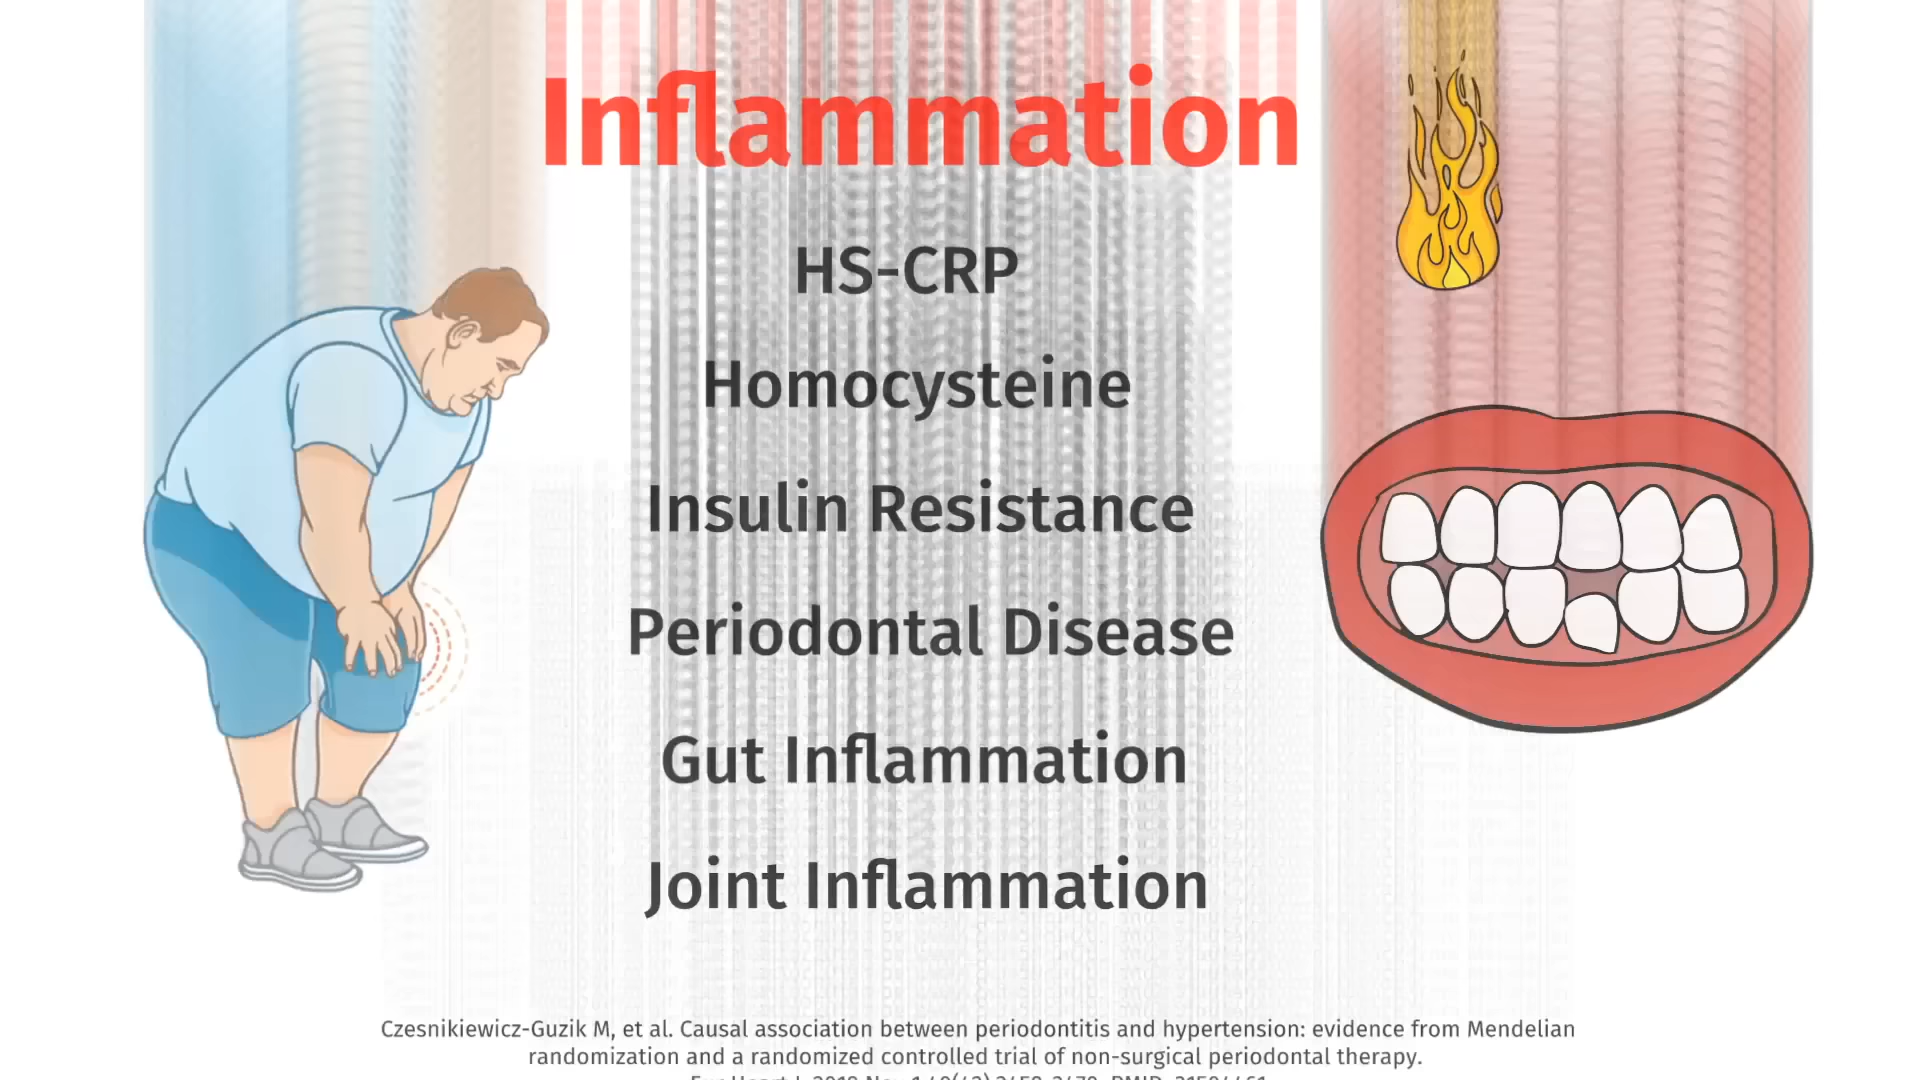 Inflammation
HS-CRP
Homocysteine
Insulin Resistance
Periodontal Disease
Gut Inflammation
Joint Inflammation
Czesnikiewicz-Guzik M, et al. Causal association between periodontitis and hypertension: evidence from Mendelian
randomization and a randomized controlled trial of non-surgical periodontal therapy.